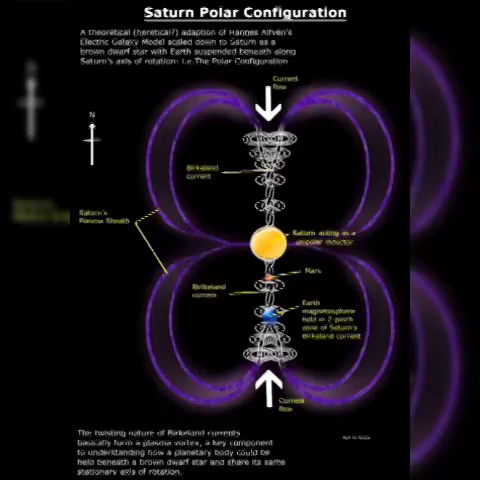 Saturn Polar Configuration
A theoretical (heretical?) adaption of Hannes Alfven's
Electric Galaxy Model scaled down to Saturn as a
brown dwarf star with Earth suspended beneath along
Saturn's axis of rotation: i.e.The Polar Configuration
Current
flow
N
Birkeland
current
Saturn's
Plasma Sheath
Saturn acting as a
unipolar inductor
Mars
Birkeland
current
Earth
magnetosphere
held in Z-pinch
zone of Saturn's
Birkeland current
Current
flow
The twisting nature of Birkeland currents
basically form a plasma vortex, a key component
to understanding how a planetary body could be
held beneath a brown dwarf star and share its same
stationary axis of rotation.
Not to Scale